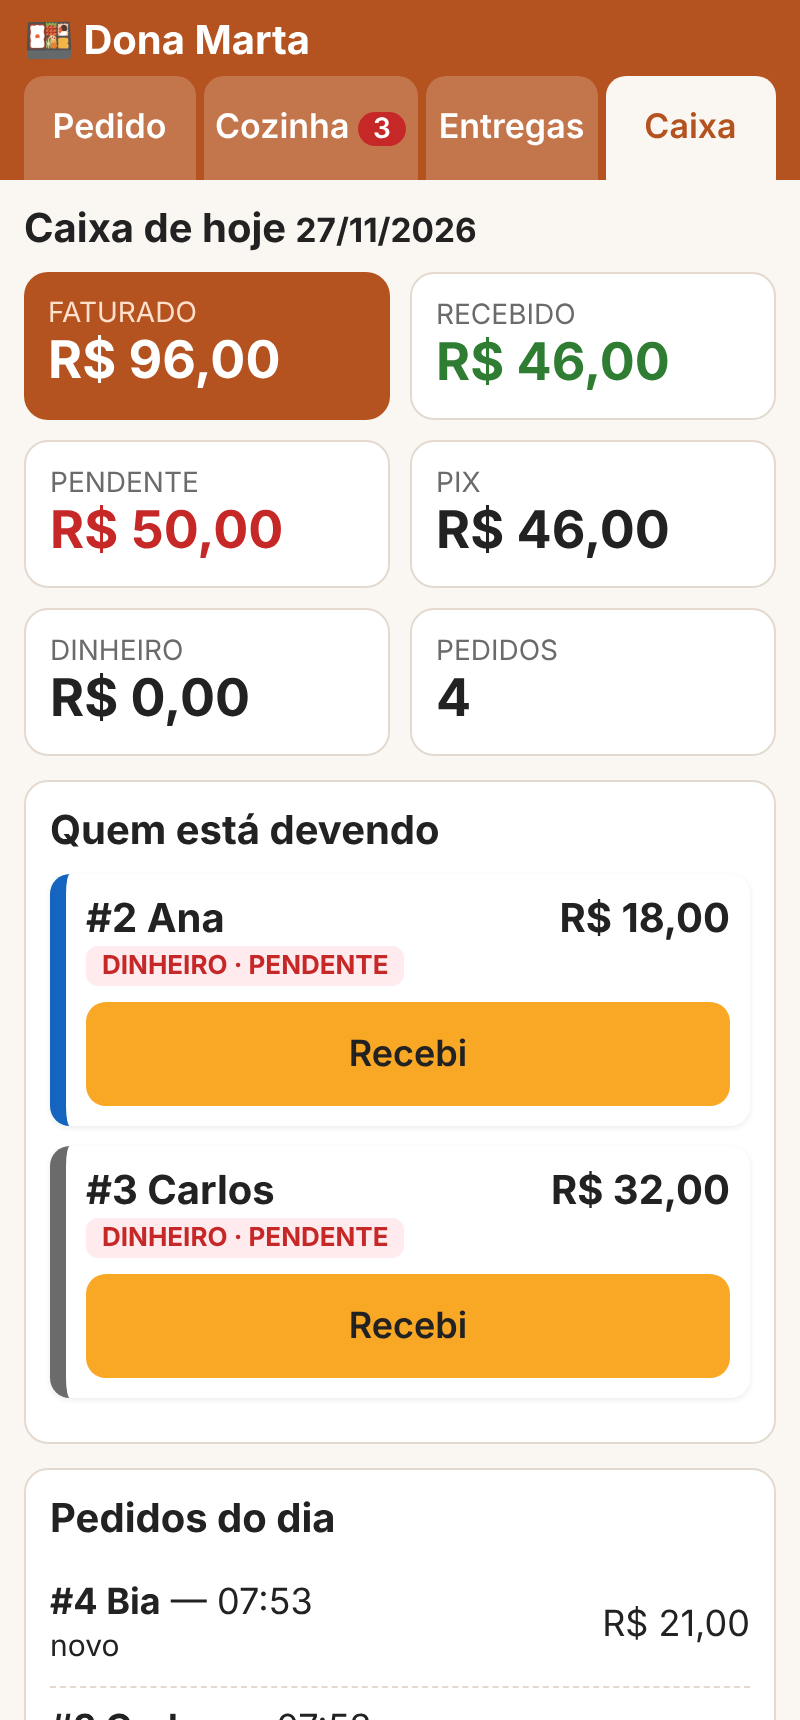 Dona Marta
Pedido
Cozinha 3
Entregas
Caixa
Caixa de hoje 27/11/2026
FATURADO
R$ 96,00
RECEBIDO
R$ 46,00
PENDENTE
R$ 50,00
PIX
R$ 46,00
DINHEIRO
R$ 0,00
PEDIDOS
4
Quem está devendo
#2 Ana R$ 18,00
DINHEIRO · PENDENTE
Recebi
#3 Carlos R$ 32,00
DINHEIRO · PENDENTE
Recebi
Pedidos do dia
#4 Bia — 07:53
R$ 21,00
novo